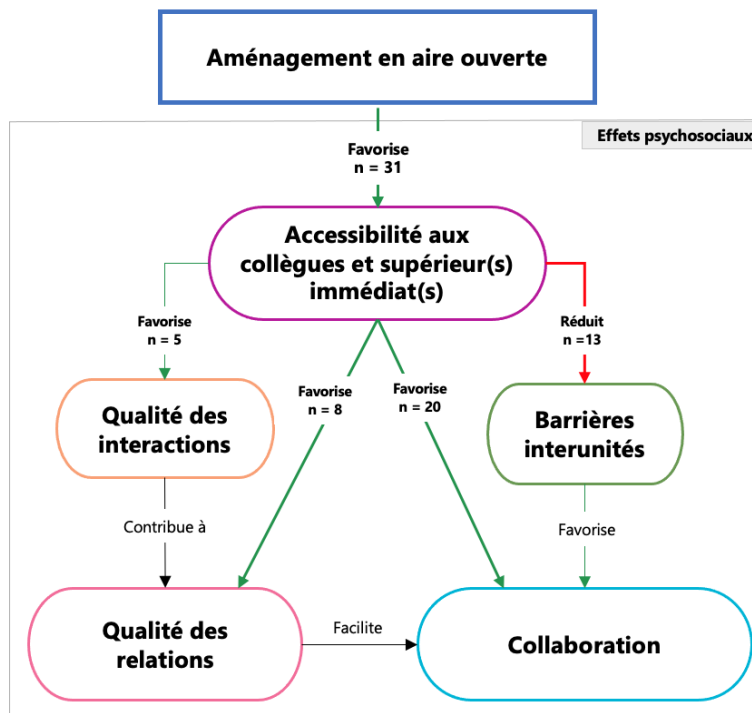 Aménagement en aire ouverte
Effets psychosociaux
Favorise
n = 31
Accessibilité aux
collègues et supérieur(s)
immédiat(s)
Favorise
n = 5
Réduit
n =13
Favorise
n = 8
Favorise
n = 20
Qualité des
interactions
Barrières
interunités
Contribue à
Favorise
Qualité des
relations
Facilite
Collaboration